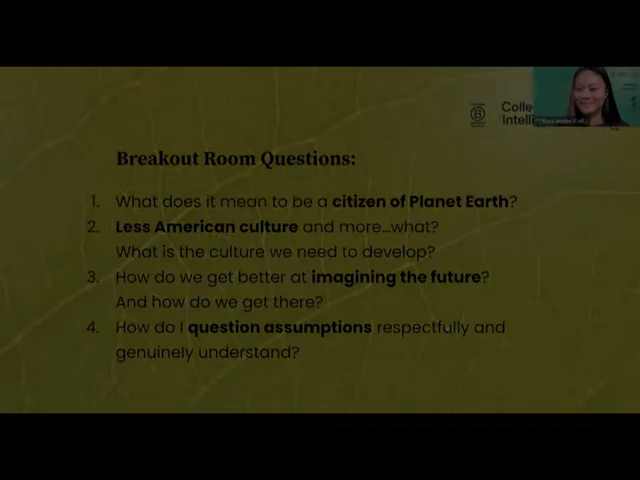 Colle
Intelli
B
Breakout Room Questions:
1. What does it mean to be a citizen of Planet Earth?
2. Less American culture and more...what?
What is the culture we need to develop?
3. How do we get better at imagining the future?
And how do we get there?
4. How do I question assumptions respectfully and
genuinely understand?